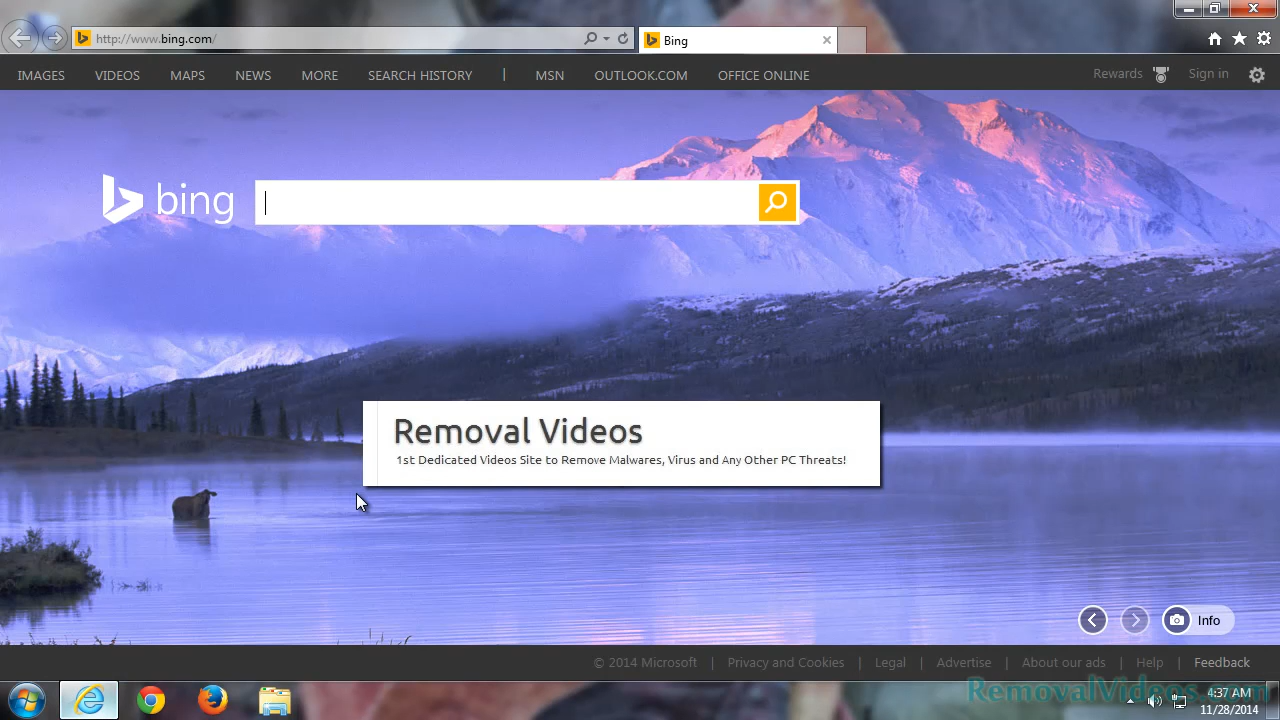 http://www.bing.com/
Bing
IMAGES VIDEOS MAPS NEWS MORE SEARCH HISTORY | MSN OUTLOOK.COM OFFICE ONLINE
Rewards Sign in
bing
Removal Videos
1st Dedicated Videos Site to Remove Malwares, Virus and Any Other PC Threats!
Info
© 2014 Microsoft | Privacy and Cookies | Legal | Advertise | About our ads | Help | Feedback
RemovalVideos.com
4:37 AM
11/28/2014